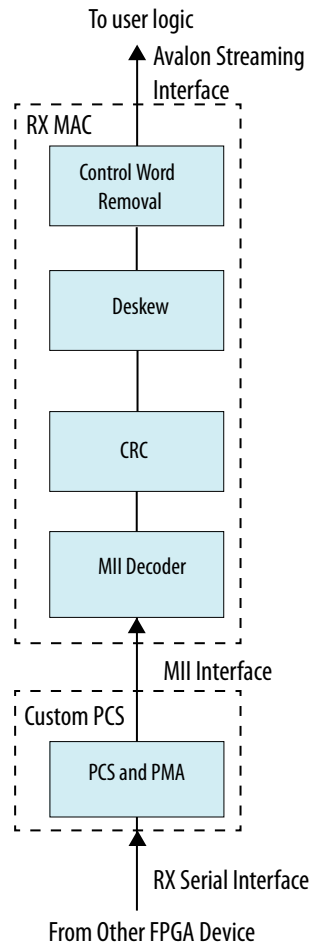 To user logic
Avalon Streaming
Interface
RX MAC
Control Word
Removal
Deskew
CRC
MII Decoder
MII Interface
Custom PCS
PCS and PMA
RX Serial Interface
From Other FPGA Device